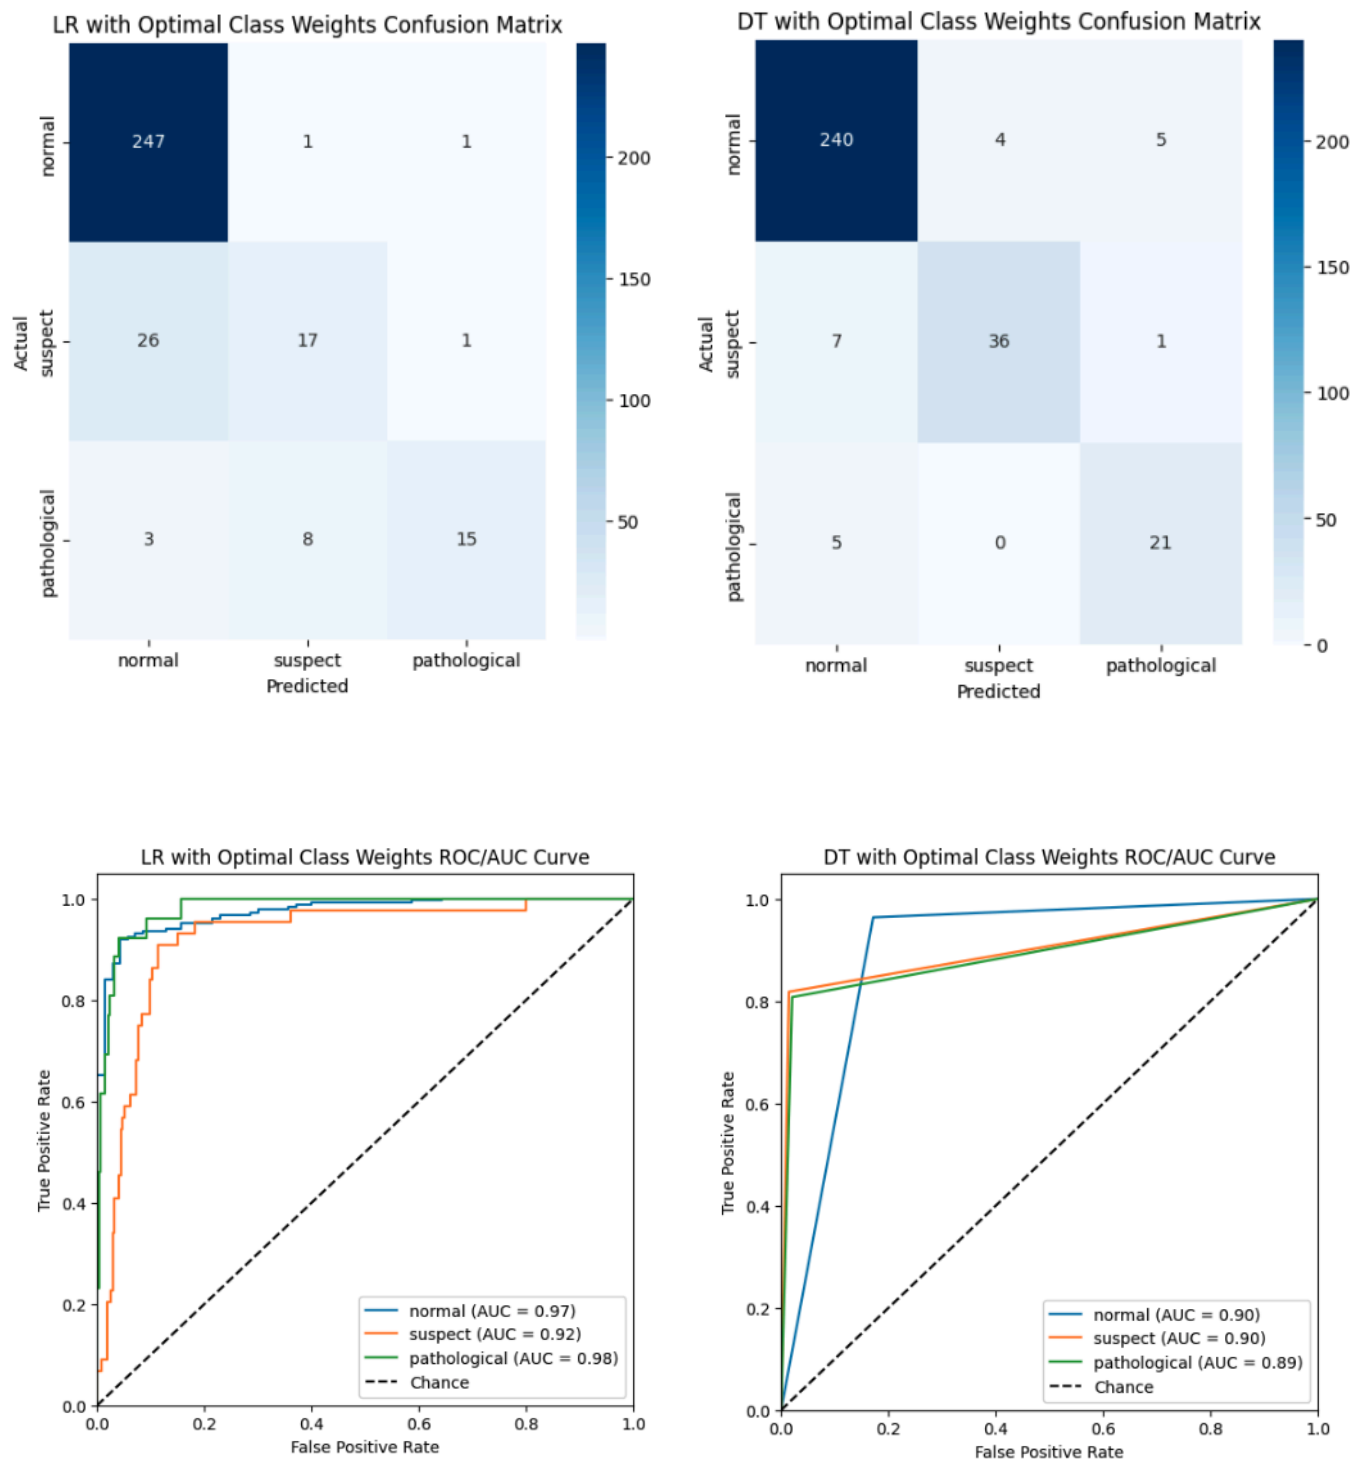 LR with Optimal Class Weights Confusion Matrix
normal
Actual
suspect
pathological
247 1 1
26 17 1
3 8 15
normal suspect pathological
Predicted
200
150
100
50
DT with Optimal Class Weights Confusion Matrix
normal
Actual
suspect
pathological
240 4 5
7 36 1
5 0 21
normal suspect pathological
Predicted
200
150
100
50
0
LR with Optimal Class Weights ROC/AUC Curve
True Positive Rate
1.0
0.8
0.6
0.4
0.2
0.0
0.0 0.2 0.4 0.6 0.8 1.0
False Positive Rate
normal (AUC = 0.97)
suspect (AUC = 0.92)
pathological (AUC = 0.98)
Chance
DT with Optimal Class Weights ROC/AUC Curve
True Positive Rate
1.0
0.8
0.6
0.4
0.2
0.0
0.0 0.2 0.4 0.6 0.8 1.0
False Positive Rate
normal (AUC = 0.90)
suspect (AUC = 0.90)
pathological (AUC = 0.89)
Chance